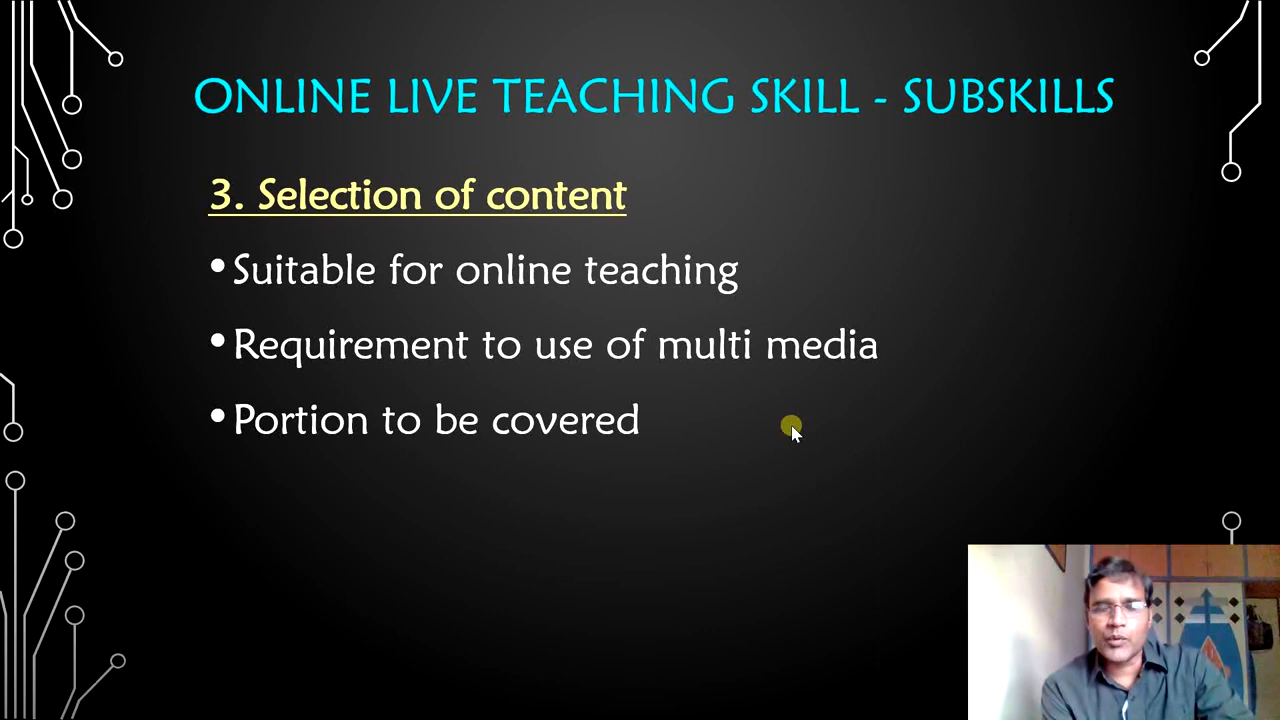 ONLINE LIVE TEACHING SKILL - SUBSKILLS
3. Selection of content
•Suitable for online teaching
•Requirement to use of multi media
•Portion to be covered